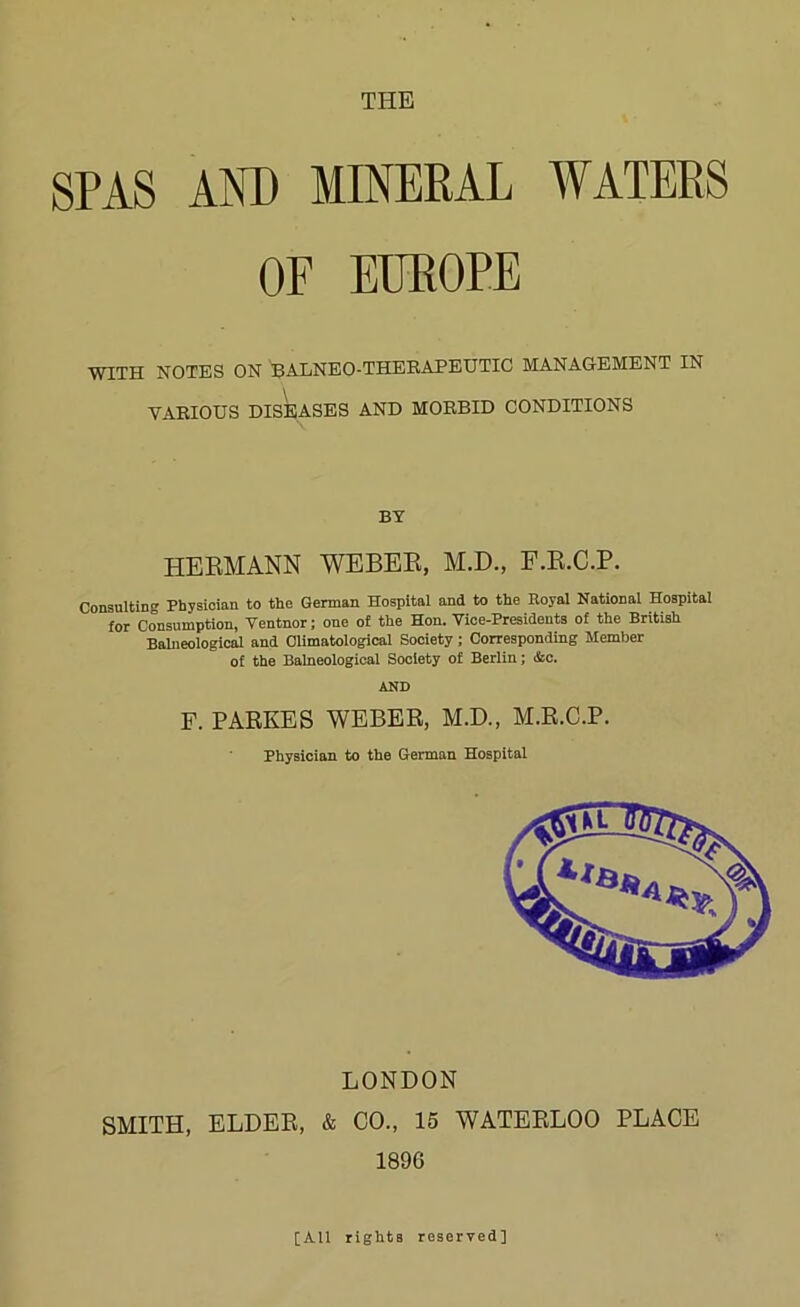 THE
SPAS AND MINERAL WATERS
OF EUROPE
WITH NOTES ON BALNEO-THERAPEUTIC MANAGEMENT IN
VARIOUS DISEASES AND MORBID CONDITIONS
BY
HERMANN WEBER, M.D., F.R.C.P.
Consulting Physician to the German Hospital and to the Royal National Hospital
for Consumption, Ventnor; one of the Hon. Vice-Presidents of the British
Balneological and Climatological Society; Corresponding Member
of the Balneological Society of Berlin; &c.
AND
F. PARKES WEBER, M.D., M.R.C.P.
Physician to the German Hospital
COLLEGE OF
LIBRARY
LONDON
SMITH, ELDER, & CO., 15 WATERLOO PLACE
1896
[All rights reserved]